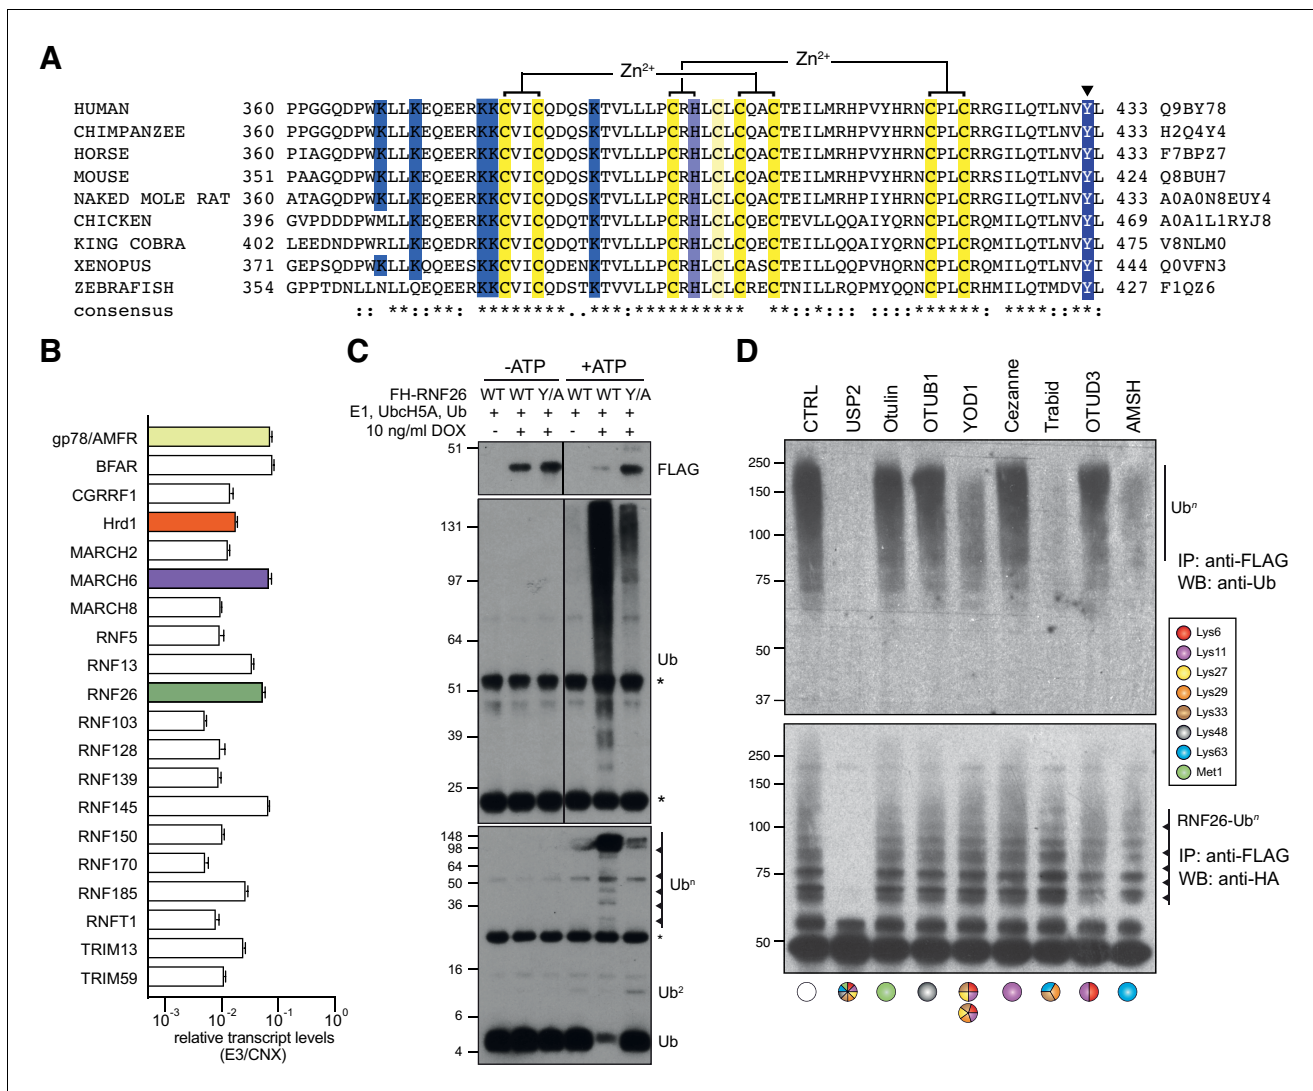 A
Zn2+ Zn2+
HUMAN 360 PPGGQDPWKLLKEQEERKKCVICQDQSKTVLLLPCRHLCLCQACTEILMRHPVYHRNCPLCRRGILQTLNVYL 433 Q9BY78
CHIMPANZEE 360 PPGGQDPWKLLKEQEERKKCVICQDQSKTVLLLPCRHLCLCQACTEILMRHPVYHRNCPLCRRGILQTLNVYL 433 H2Q4Y4
HORSE 360 PIAGQDPWKLLKEQEERKKCVICQDQSKTVLLLPCRHLCLCQACTEILMRHPVYHRNCPLCRRGILQTLNVYL 433 F7BPZ7
MOUSE 351 PAAGQDPWKLLKEQEERKKCVICQDQSKTVLLLPCRHLCLCQACTEILMRHPVYHRNCPLCRRSILQTLNVYL 424 Q8BUH7
NAKED MOLE RAT 360 ATAGQDPWKLLKEQEERKKCVICQDQSKTVLLLPCRHLCLCQACTEILMRHPVYHRNCPLCRRGILQTLNVYL 433 A0A0N8EUY4
CHICKEN 396 GVPDDDPWMLLKEQEERKKCVICQDQTKTVLLLPCRHLCLCQECTEVLLQQAIYQRNCPLCRQMILQTLNVYL 469 A0A1L1RYJ8
KING COBRA 402 LEEDNDPWRLLKEQEDRKKCVICQDQTKTVLLLPCRHLCLCQECTEILLQQAIYQRNCPLCRQMILQTLNVYL 475 V8NLM0
XENOPUS 371 GEPSQDPWKLLKQQEESKKCVICQDENKTVLLLPCRHLCLCASCTEILLQQPVHQRNCPLCRQMILQTLNVYI 444 Q0VFN3
ZEBRAFISH 354 GPPTDNLLNLLQEQEERKKCVICQDSTKTVLLLPCRHLCLCRECTNILLRQPMYQQNCPLCRHMILQTMDVYL 427 F1QZ6
consensus :: **::**: ********..***:*********** **::*::: ::::*****: ****::**:
B
gp78/AMFR
BFAR
CGRRF1
Hrd1
MARCH2
MARCH6
MARCH8
RNF5
RNF13
RNF26
RNF103
RNF128
RNF139
RNF145
RNF150
RNF170
RNF185
RNFT1
TRIM13
TRIM59
10-3 10-2 10-1 100
relative transcript levels
(E3/CNX)
C
-ATP +ATP
FH-RNF26 WT WT Y/A WT WT Y/A
E1, UbcH5A, Ub + + + + + +
10 ng/ml DOX - + + - + +
51
FLAG
131
97
64
Ub
51
*
39
25
*
148
98
64
50
Ubn
36
*
16
Ub2
6
Ub
4
D
CTRL USP2 Otulin OTUB1 YOD1 Cezanne Trabid OTUD3 AMSH
250
150
Ubn
100
IP: anti-FLAG
WB: anti-Ub
75
50
37
Lys6
Lys11
Lys27
Lys29
Lys33
Lys48
Lys63
Met1
250
150
RNF26-Ubn
100
IP: anti-FLAG
WB: anti-HA
75
50